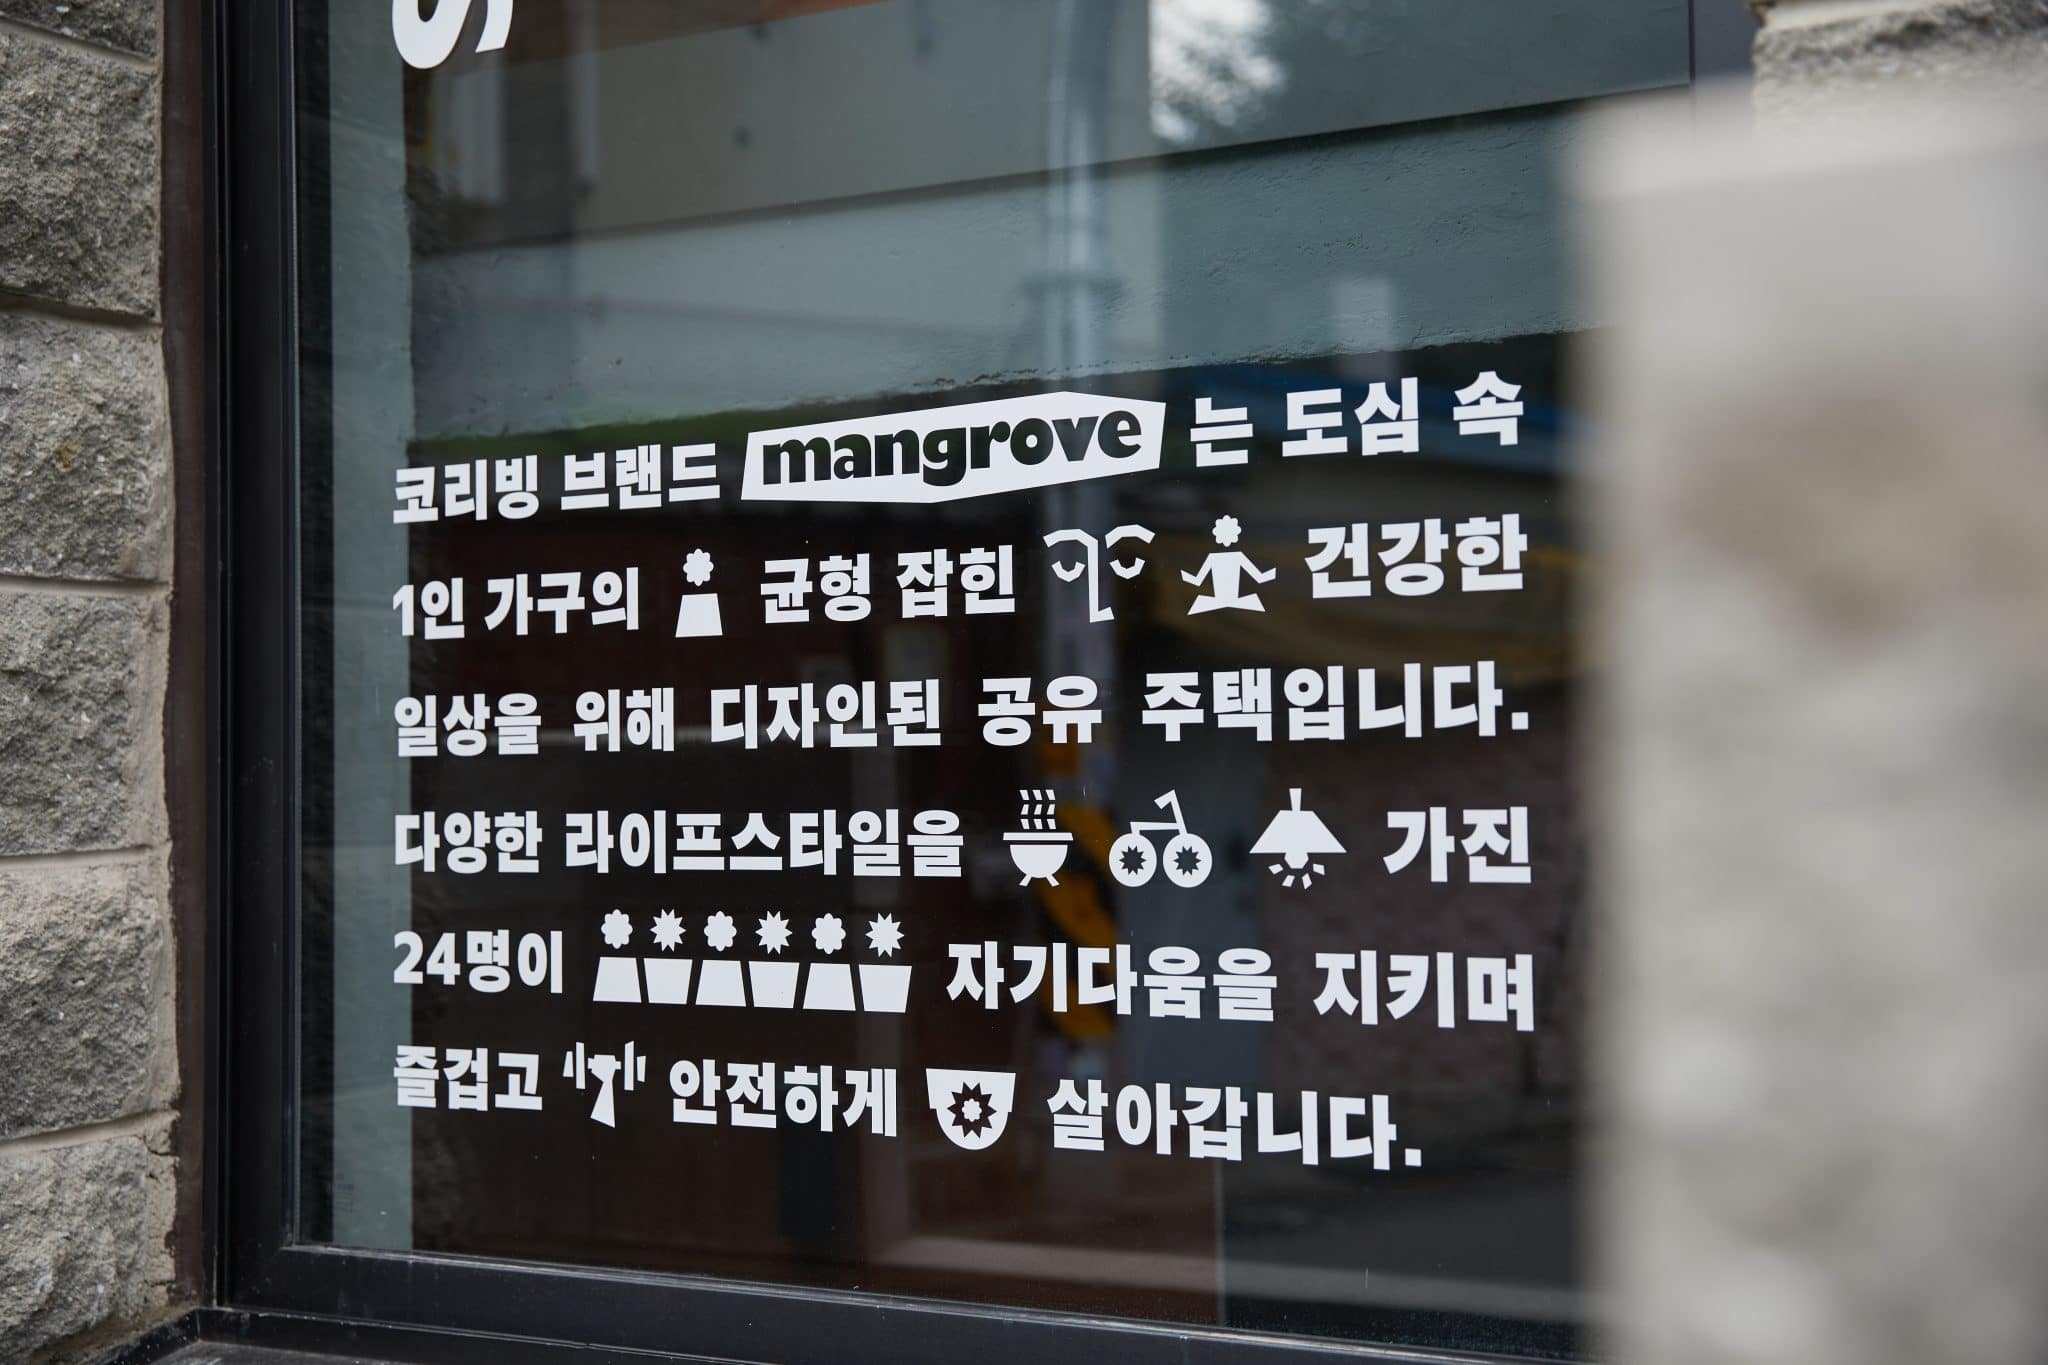 코리빙 브랜드 mangrove 는 도심 속
1인 가구의 균형 잡힌 건강한
일상을 위해 디자인된 공유 주택입니다.
다양한 라이프스타일을 가진
24명이 자기다움을 지키며
즐겁고 안전하게 살아갑니다.